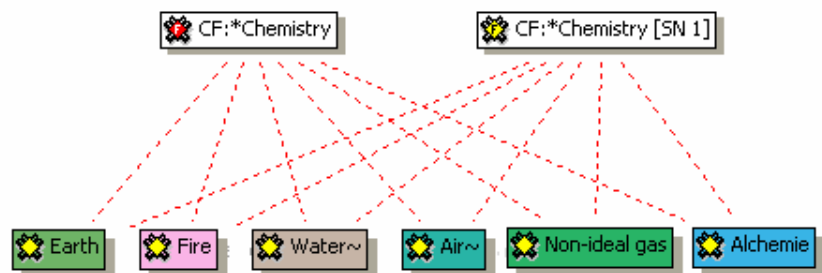 CF:*Chemistry
CF:*Chemistry [SN 1]
Earth
Fire
Water~
Air~
Non-ideal gas
Alchemie